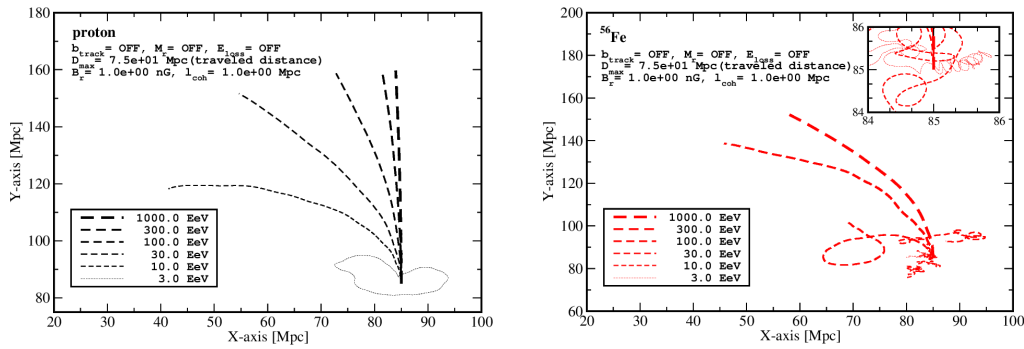 proton
b_track = OFF, M_r = OFF, E_loss = OFF
D_max = 7.5e+01 Mpc(traveled distance)
B_r = 1.0e+00 nG, l_coh = 1.0e+00 Mpc
Y-axis [Mpc]
180
160
140
120
100
80
1000.0 EeV
300.0 EeV
100.0 EeV
30.0 EeV
10.0 EeV
3.0 EeV
20 30 40 50 60 70 80 90 100
X-axis [Mpc]
56Fe
b_track = OFF, M_r = OFF, E_loss = OFF
D_max = 7.5e+01 Mpc(traveled distance)
B_r = 1.0e+00 nG, l_coh = 1.0e+00 Mpc
86
85
84
84 85 86
Y-axis [Mpc]
200
180
160
140
120
100
80
60
1000.0 EeV
300.0 EeV
100.0 EeV
30.0 EeV
10.0 EeV
3.0 EeV
20 30 40 50 60 70 80 90 100
X-axis [Mpc]